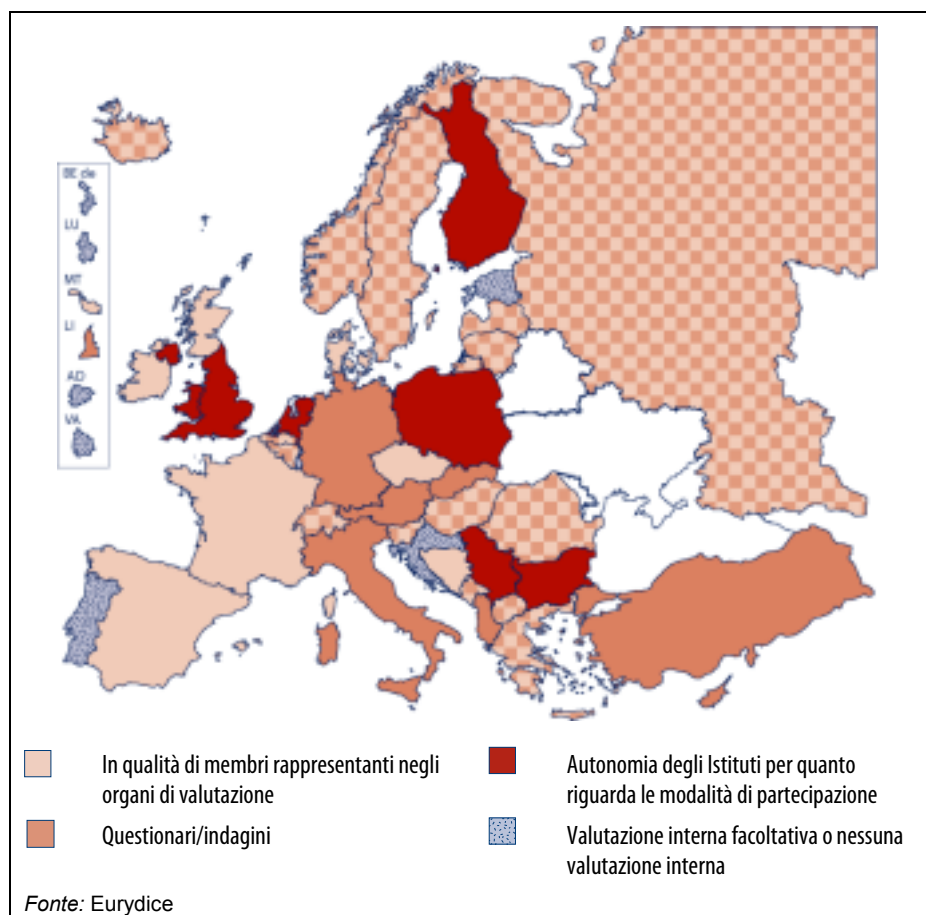 BE de
LU
MT
LI
AD
VA
In qualità di membri rappresentanti negli
organi di valutazione
Questionari/indagini
Autonomia degli Istituti per quanto
riguarda le modalità di partecipazione
Valutazione interna facoltativa o nessuna
valutazione interna
Fonte: Eurydice